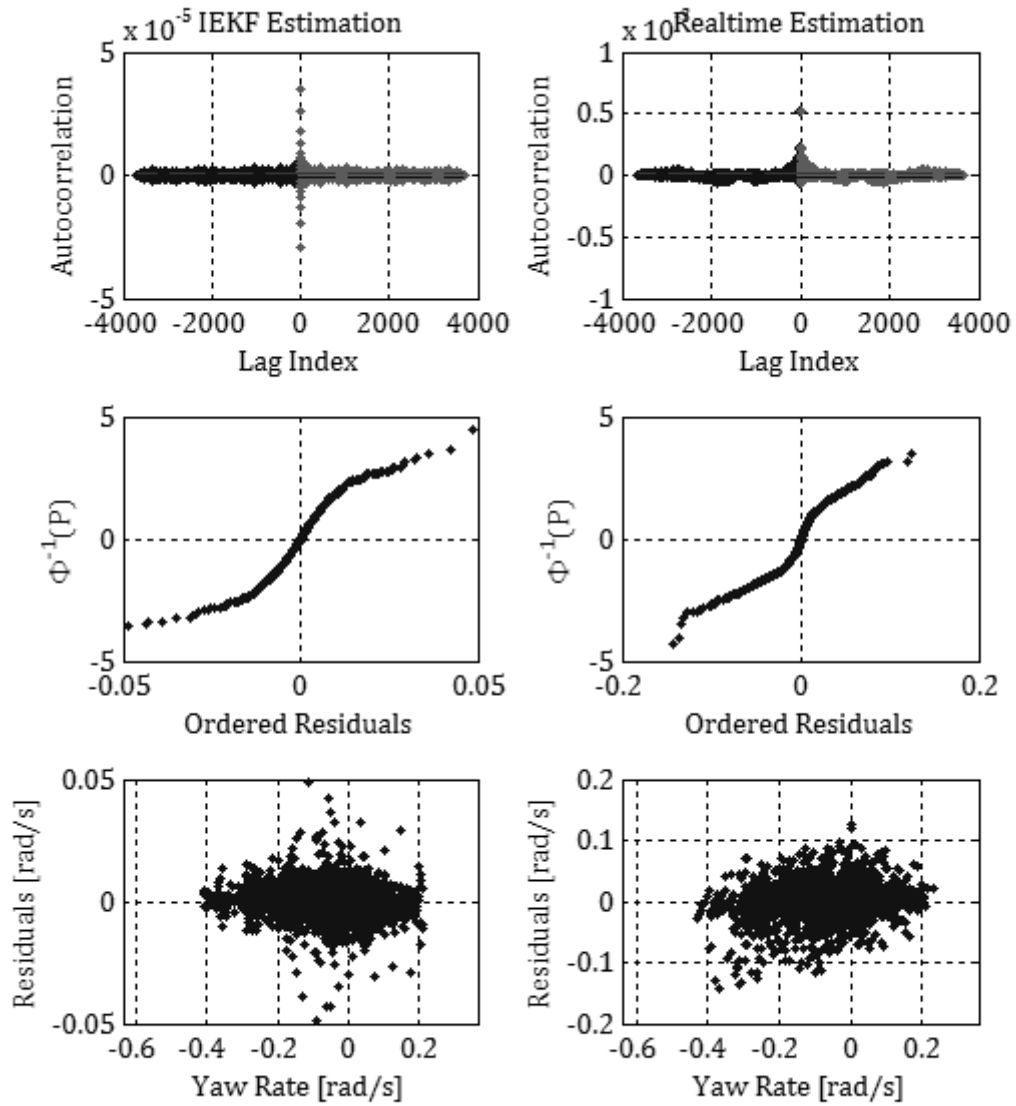 x 10⁻⁵ IEKF Estimation
5
0
-5
Autocorrelation
-4000 -2000 0 2000 4000
Lag Index
x 10 Realtime Estimation
1
0.5
0
-0.5
-1
Autocorrelation
-4000 -2000 0 2000 4000
Lag Index
5
0
-5
Φ⁻¹(P)
-0.05 0 0.05
Ordered Residuals
5
0
-5
Φ⁻¹(P)
-0.2 0 0.2
Ordered Residuals
0.05
0
-0.05
Residuals [rad/s]
-0.6 -0.4 -0.2 0 0.2
Yaw Rate [rad/s]
0.2
0.1
0
-0.1
-0.2
Residuals [rad/s]
-0.6 -0.4 -0.2 0 0.2
Yaw Rate [rad/s]